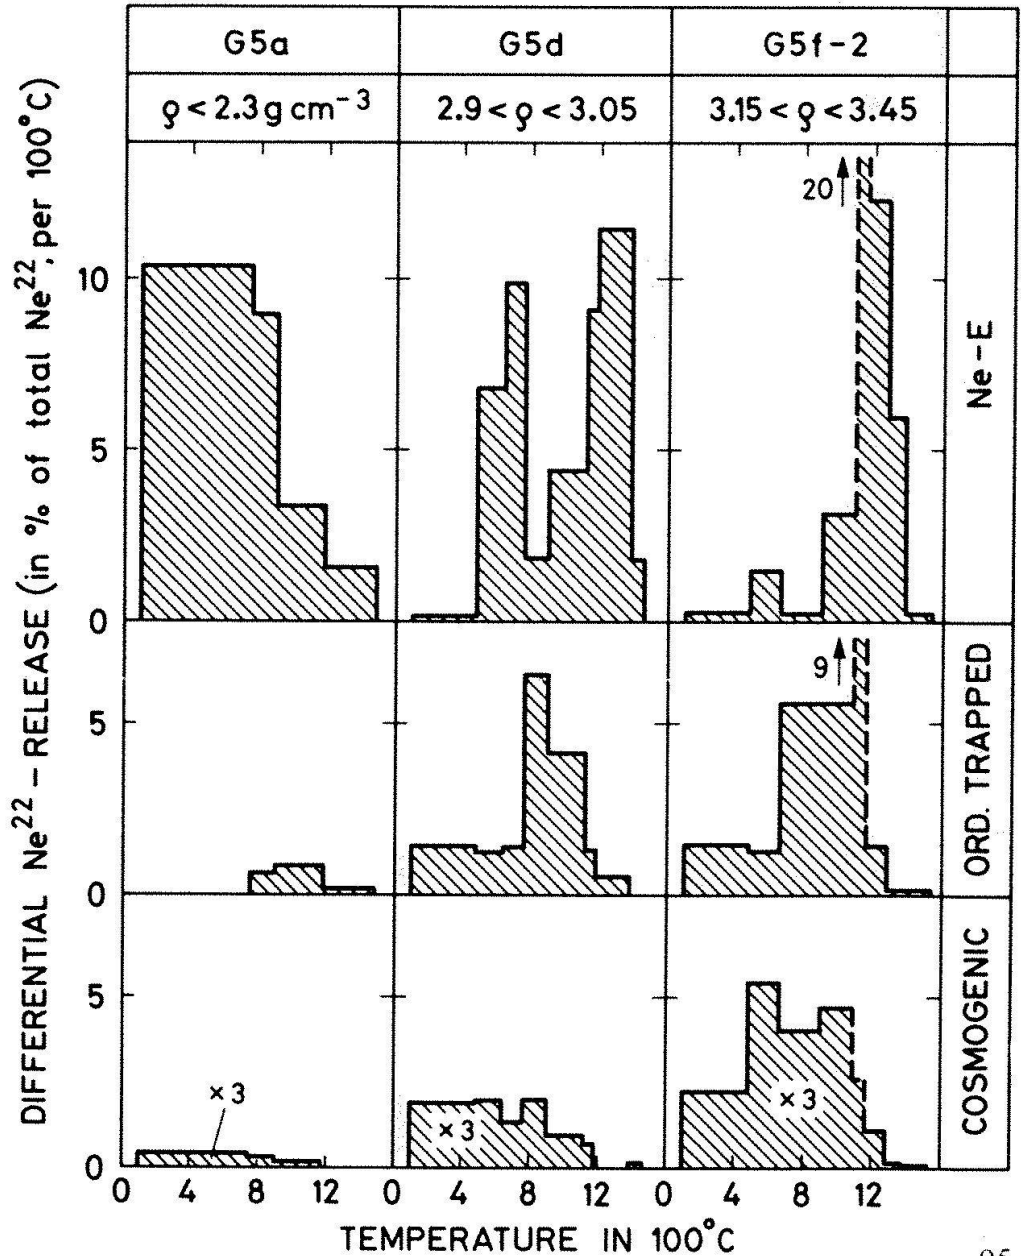 G5a G5d G5f-2
ϱ < 2.3 g cm⁻³ 2.9 < ϱ < 3.05 3.15 < ϱ < 3.45
DIFFERENTIAL Ne²² – RELEASE (in % of total Ne²², per 100°C)
20
10
5
0
Ne-E
9
5
0
ORD. TRAPPED
5
0
×3
×3
×3
COSMOGENIC
0 4 8 12 0 4 8 12 0 4 8 12
TEMPERATURE IN 100°C
95